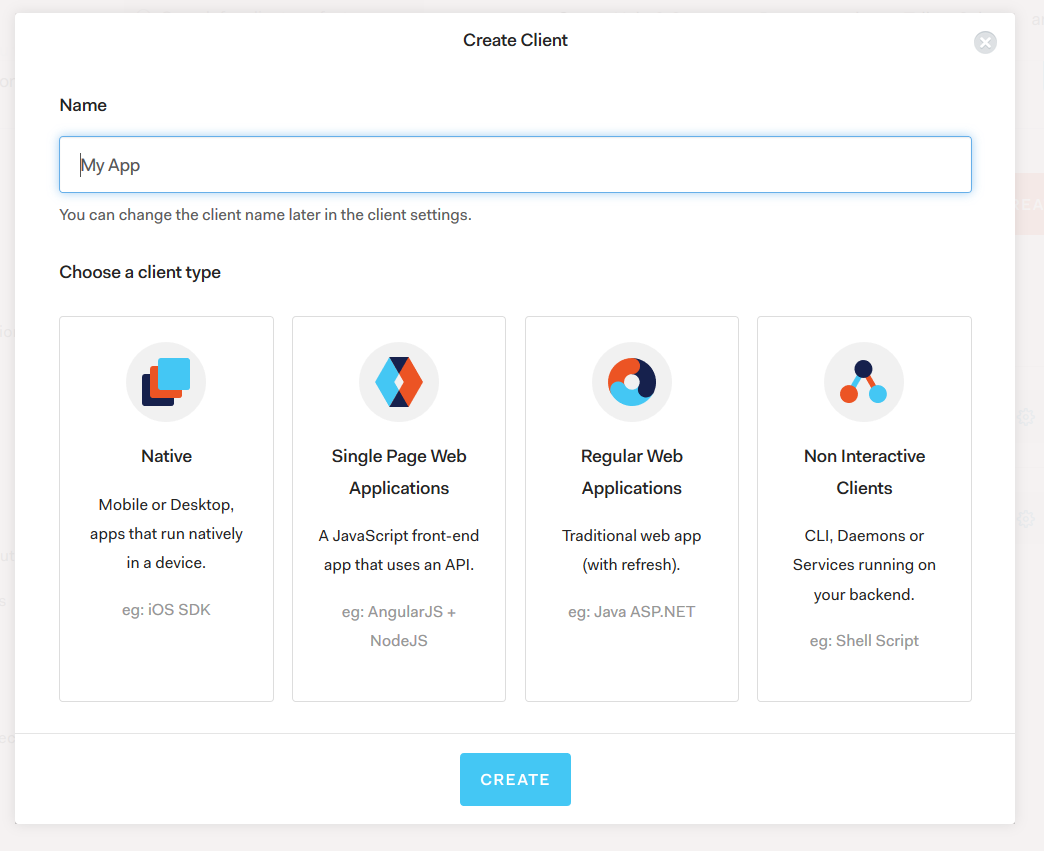 Create Client
Name
My App
You can change the client name later in the client settings.
Choose a client type
Native
Mobile or Desktop,
apps that run natively
in a device.
eg: iOS SDK
Single Page Web
Applications
A JavaScript front-end
app that uses an API.
eg: AngularJS +
NodeJS
Regular Web
Applications
Traditional web app
(with refresh).
eg: Java ASP.NET
Non Interactive
Clients
CLI, Daemons or
Services running on
your backend.
eg: Shell Script
CREATE